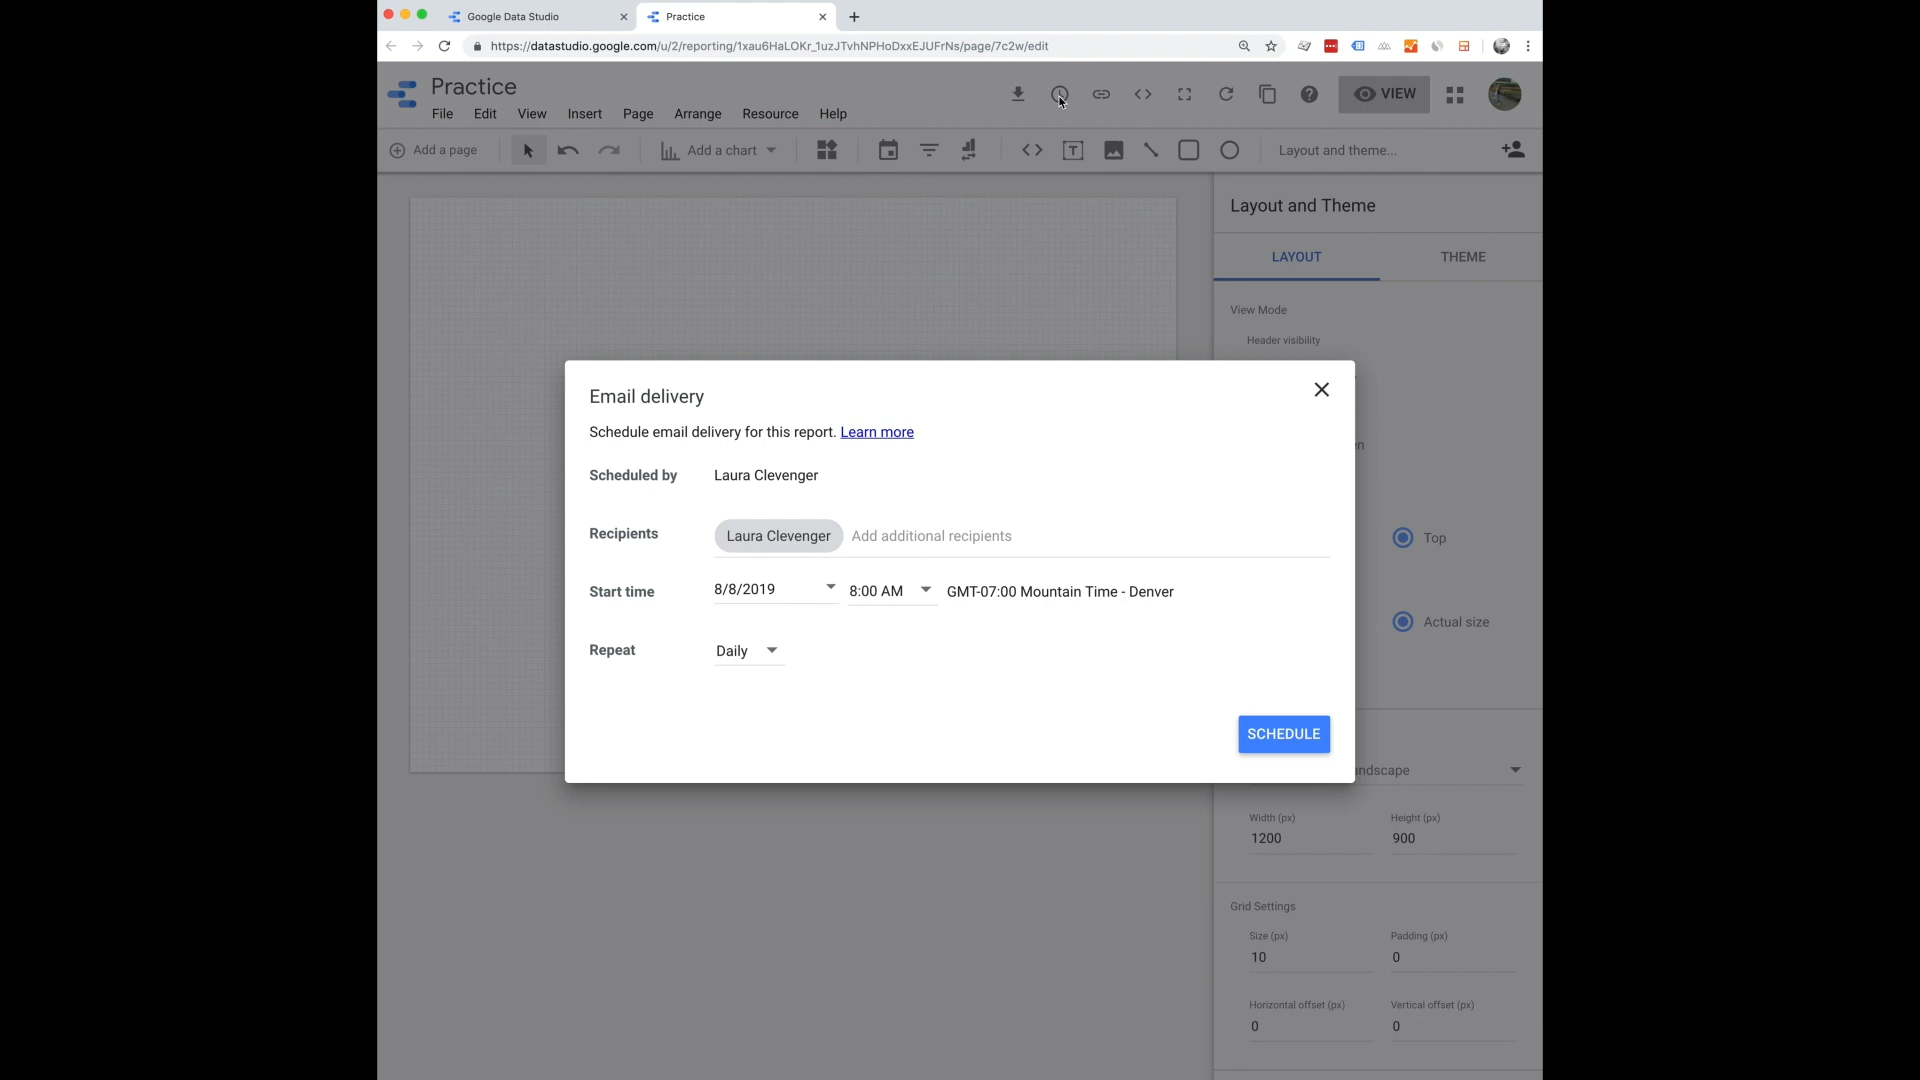 Google Data Studio
Practice
https://datastudio.google.com/u/2/reporting/1xau6HaLOKr_1uzJTvhNPHoDxxEJUFrNs/page/7c2w/edit
Practice
VIEW
File Edit View Insert Page Arrange Resource Help
Add a page
Add a chart
Layout and theme...
Layout and Theme
LAYOUT THEME
View Mode
Header visibility
Email delivery
Schedule email delivery for this report. Learn more
Scheduled by Laura Clevenger
Recipients Laura Clevenger Add additional recipients
Start time 8/8/2019 8:00 AM GMT-07:00 Mountain Time - Denver
Repeat Daily
SCHEDULE
en
Top
Actual size
ndscape
Width (px) Height (px)
1200 900
Grid Settings
Size (px) Padding (px)
10 0
Horizontal offset (px) Vertical offset (px)
0 0